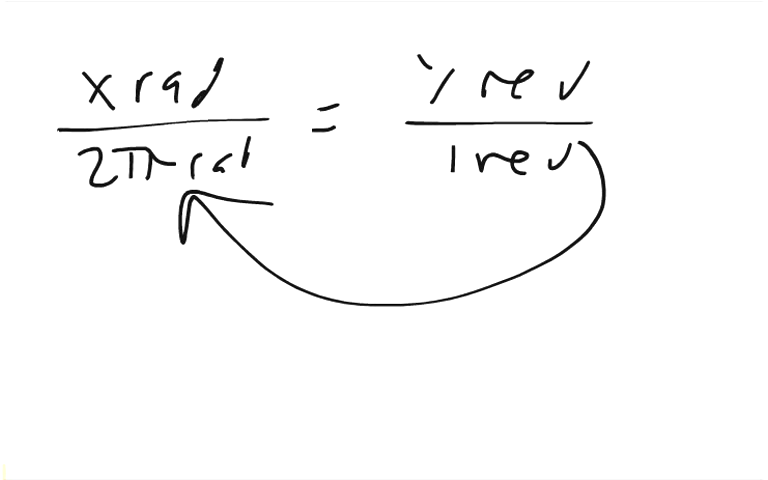 x rad / 2π rad = y rev / 1 rev